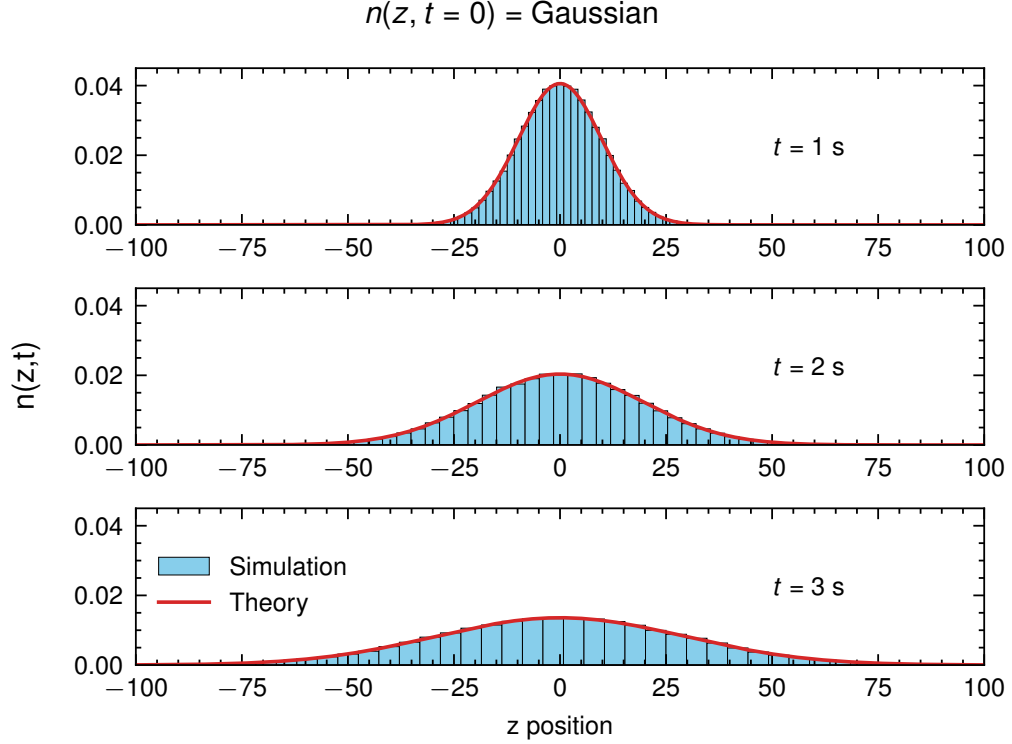 n(z, t = 0) = Gaussian
0.04
0.02
0.00
t = 1 s
−100 −75 −50 −25 0 25 50 75 100
n(z,t)
0.04
0.02
0.00
t = 2 s
−100 −75 −50 −25 0 25 50 75 100
0.04
0.02
0.00
Simulation
Theory
t = 3 s
−100 −75 −50 −25 0 25 50 75 100
z position